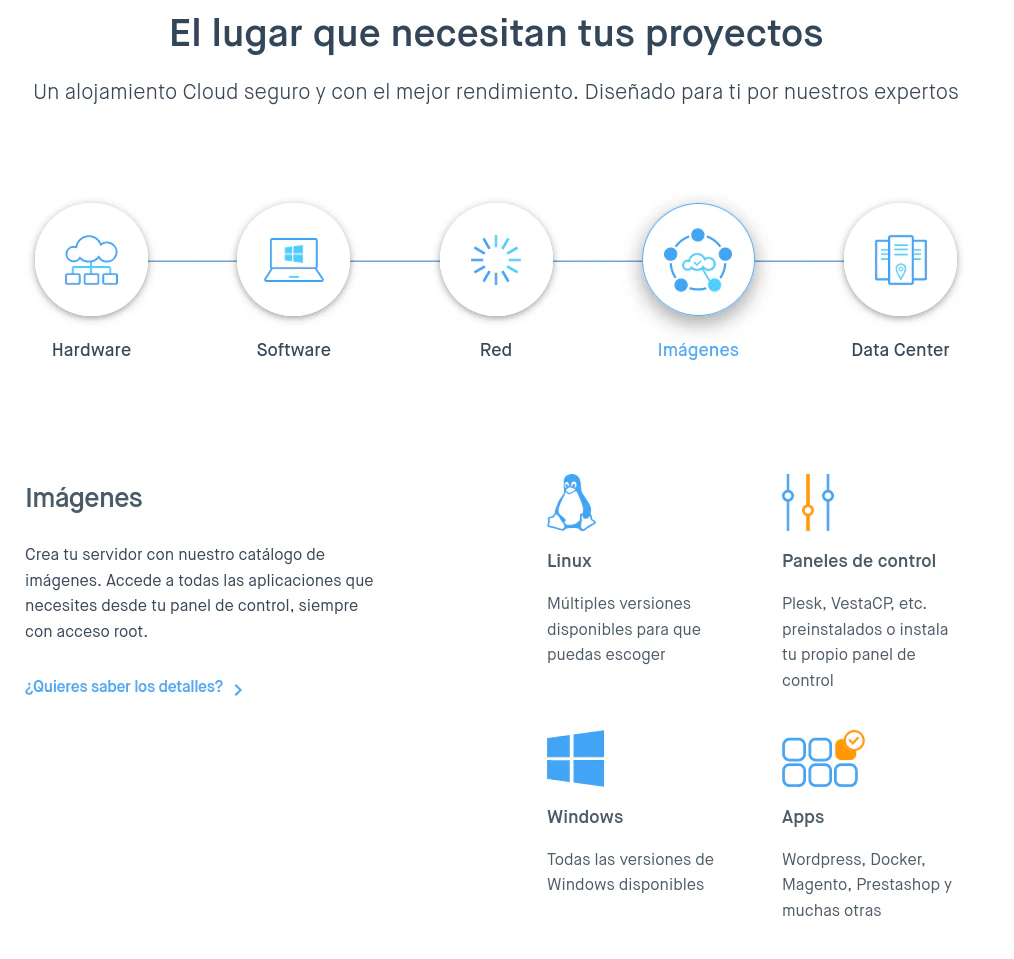 El lugar que necesitan tus proyectos
Un alojamiento Cloud seguro y con el mejor rendimiento. Diseñado para ti por nuestros expertos
Hardware
Software
Red
Imágenes
Data Center
Imágenes
Crea tu servidor con nuestro catálogo de
imágenes. Accede a todas las aplicaciones que
necesites desde tu panel de control, siempre
con acceso root.
¿Quieres saber los detalles?
Linux
Múltiples versiones
disponibles para que
puedas escoger
Paneles de control
Plesk, VestaCP, etc.
preinstalados o instala
tu propio panel de
control
Windows
Todas las versiones de
Windows disponibles
Apps
Wordpress, Docker,
Magento, Prestashop y
muchas otras